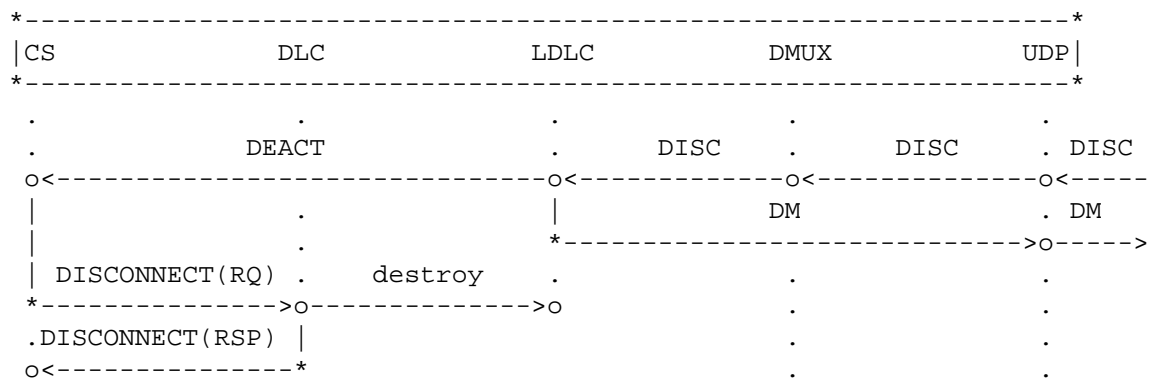 CS DLC LDLC DMUX UDP
DEACT DISC DISC DISC
DM DM
DISCONNECT(RQ) destroy
DISCONNECT(RSP)